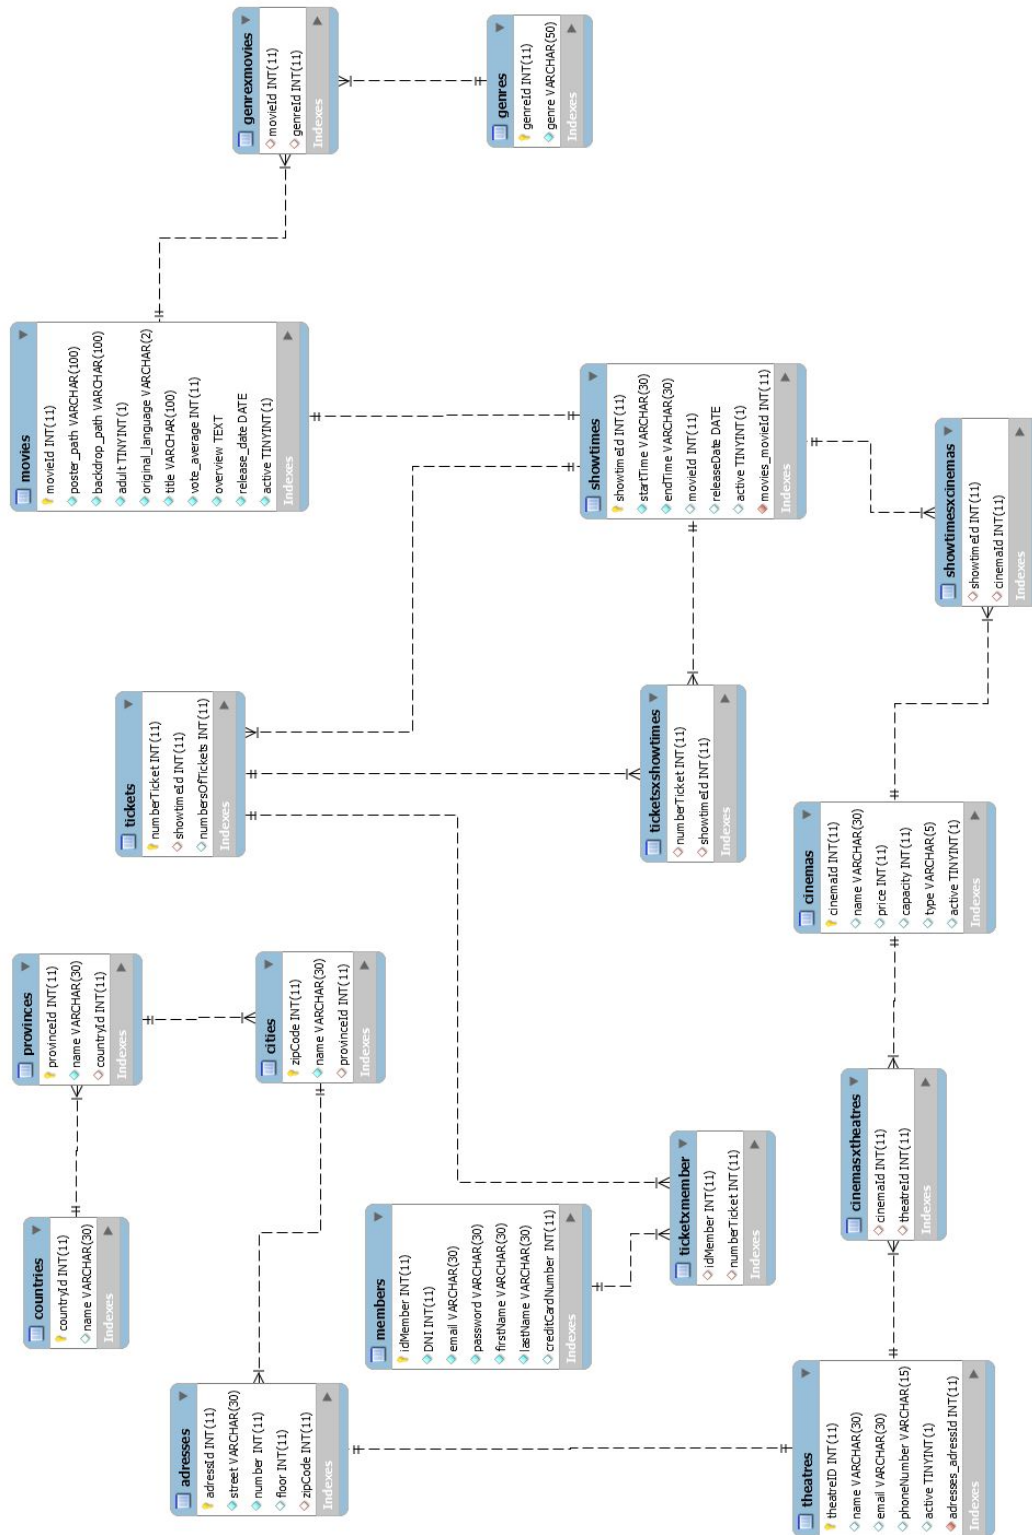 adresses
adressId INT(11)
street VARCHAR(30)
number INT(11)
floor INT(11)
zipCode INT(11)
Indexes
countries
countryId INT(11)
name VARCHAR(30)
Indexes
provinces
provinceId INT(11)
name VARCHAR(30)
countryId INT(11)
Indexes
cities
zipCode INT(11)
name VARCHAR(30)
provinceId INT(11)
Indexes
tickets
numberTicket INT(11)
showtimeId INT(11)
numbersOfTickets INT(11)
Indexes
movies
movieId INT(11)
poster_path VARCHAR(100)
backdrop_path VARCHAR(100)
adult TINYINT(1)
original_language VARCHAR(2)
title VARCHAR(100)
vote_average INT(11)
overview TEXT
release_date DATE
active TINYINT(1)
Indexes
genrexmovies
movieId INT(11)
genreId INT(11)
Indexes
genres
genreId INT(11)
genre VARCHAR(50)
Indexes
members
idMember INT(11)
DNI INT(11)
email VARCHAR(30)
password VARCHAR(30)
firstName VARCHAR(30)
lastName VARCHAR(30)
creditCardNumber INT(11)
Indexes
ticketxmember
idMember INT(11)
numberTicket INT(11)
Indexes
ticketsxshowtimes
numberTicket INT(11)
showtimeId INT(11)
Indexes
showtimes
showtimeId INT(11)
startTime VARCHAR(30)
endTime VARCHAR(30)
movieId INT(11)
releaseDate DATE
active TINYINT(1)
movies_movieId INT(11)
Indexes
theatres
theatreID INT(11)
name VARCHAR(30)
email VARCHAR(30)
phoneNumber VARCHAR(15)
active TINYINT(1)
adresses_adressId INT(11)
Indexes
cinemasxtheatres
cinemaId INT(11)
theatreId INT(11)
Indexes
cinemas
cinemaId INT(11)
name VARCHAR(30)
price INT(11)
capacity INT(11)
type VARCHAR(5)
active TINYINT(1)
Indexes
showtimesxcinemas
showtimeId INT(11)
cinemaId INT(11)
Indexes